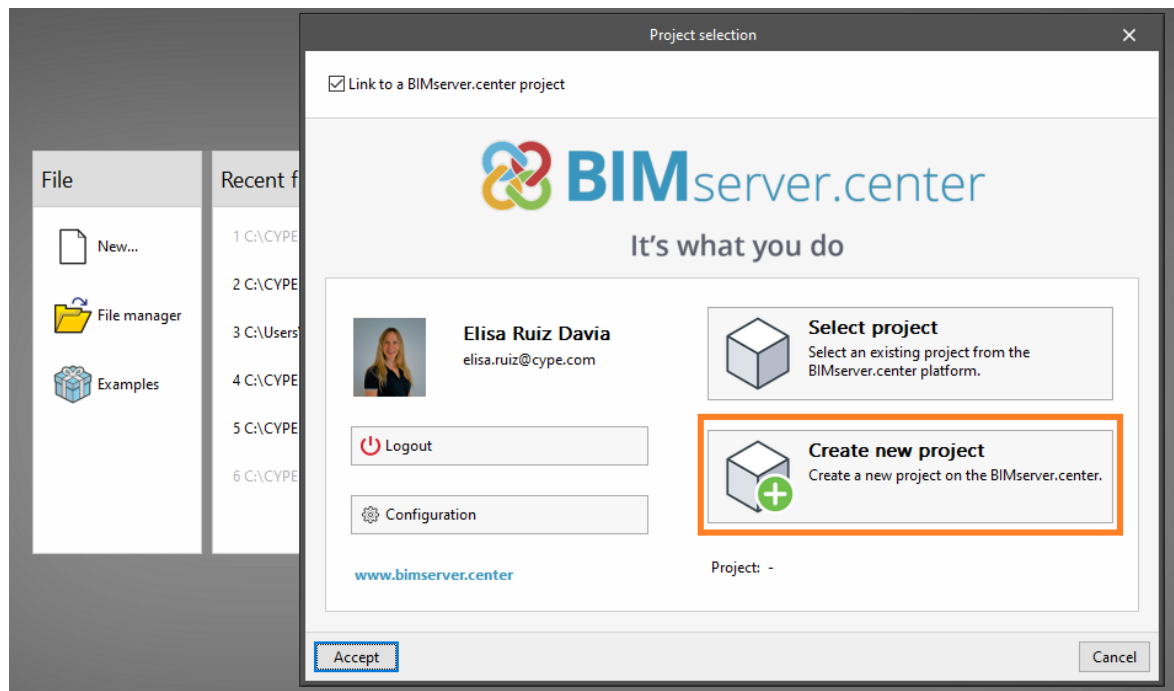 Project selection
Link to a BIMserver.center project
BIMserver.center
It's what you do
File
Recent f
New...
File manager
Examples
1 C:\CYPE
2 C:\CYPE
3 C:\Users\
4 C:\CYPE
5 C:\CYPE
6 C:\CYPE
Elisa Ruiz Davia
elisa.ruiz@cype.com
Logout
Configuration
www.bimserver.center
Select project
Select an existing project from the
BIMserver.center platform.
Create new project
Create a new project on the BIMserver.center.
Project: -
Accept
Cancel